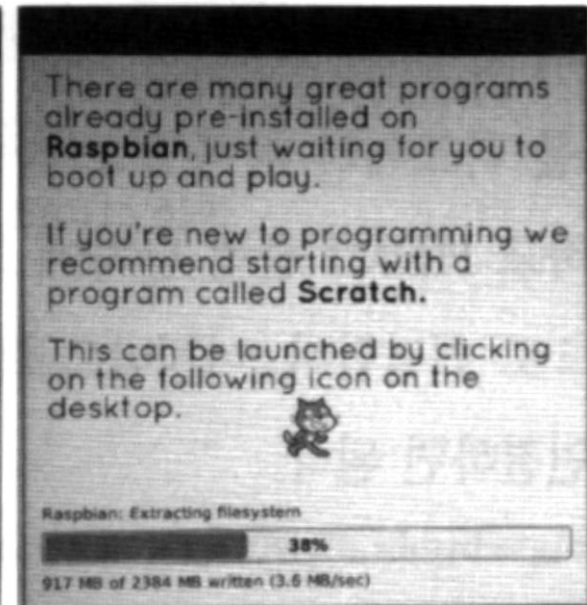 There are many great programs
already pre-installed on
Raspbian, just waiting for you to
boot up and play.
If you're new to programming we
recommend starting with a
program called Scratch.
This can be launched by clicking
on the following icon on the
desktop.
Raspbian: Extracting filesystem
38%
917 MB of 2384 MB written (3.6 MB/sec)